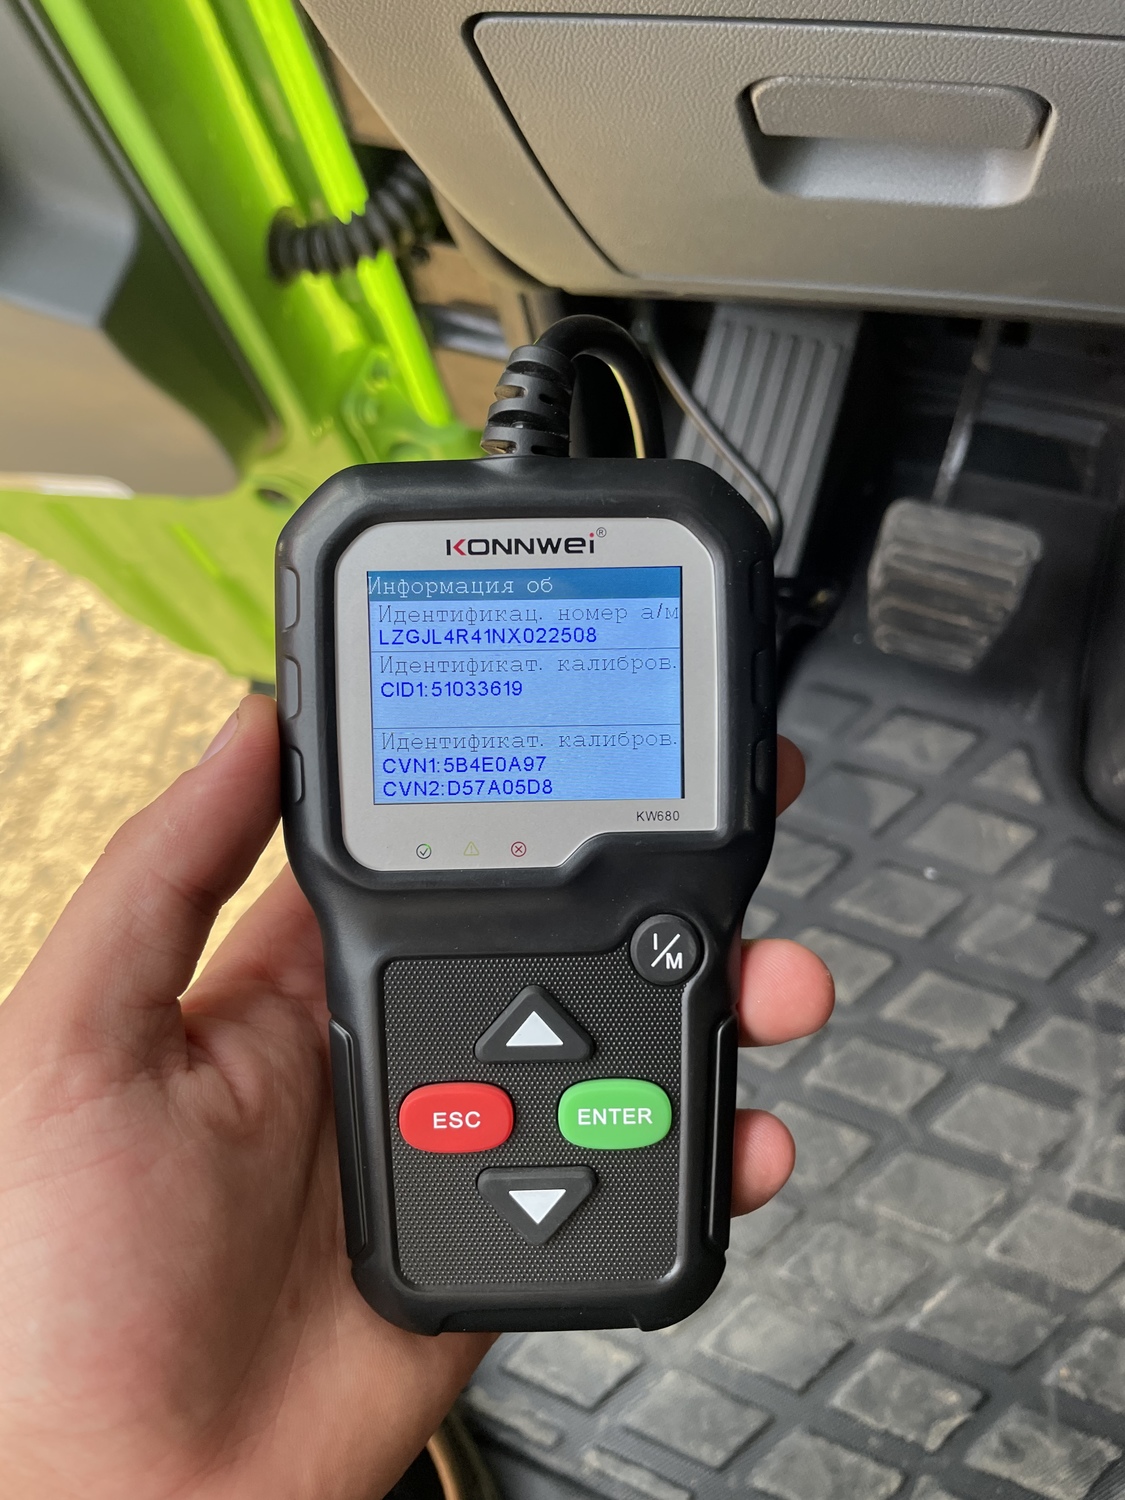 KONNWEI®
Информация об
Идентификац. номер а/м
LZGJL4R41NX022508
Идентификат. калибров.
CID1:51033619
Идентификат. калибров.
CVN1:5B4E0A97
CVN2:D57A05D8
KW680
I/M
ESC
ENTER